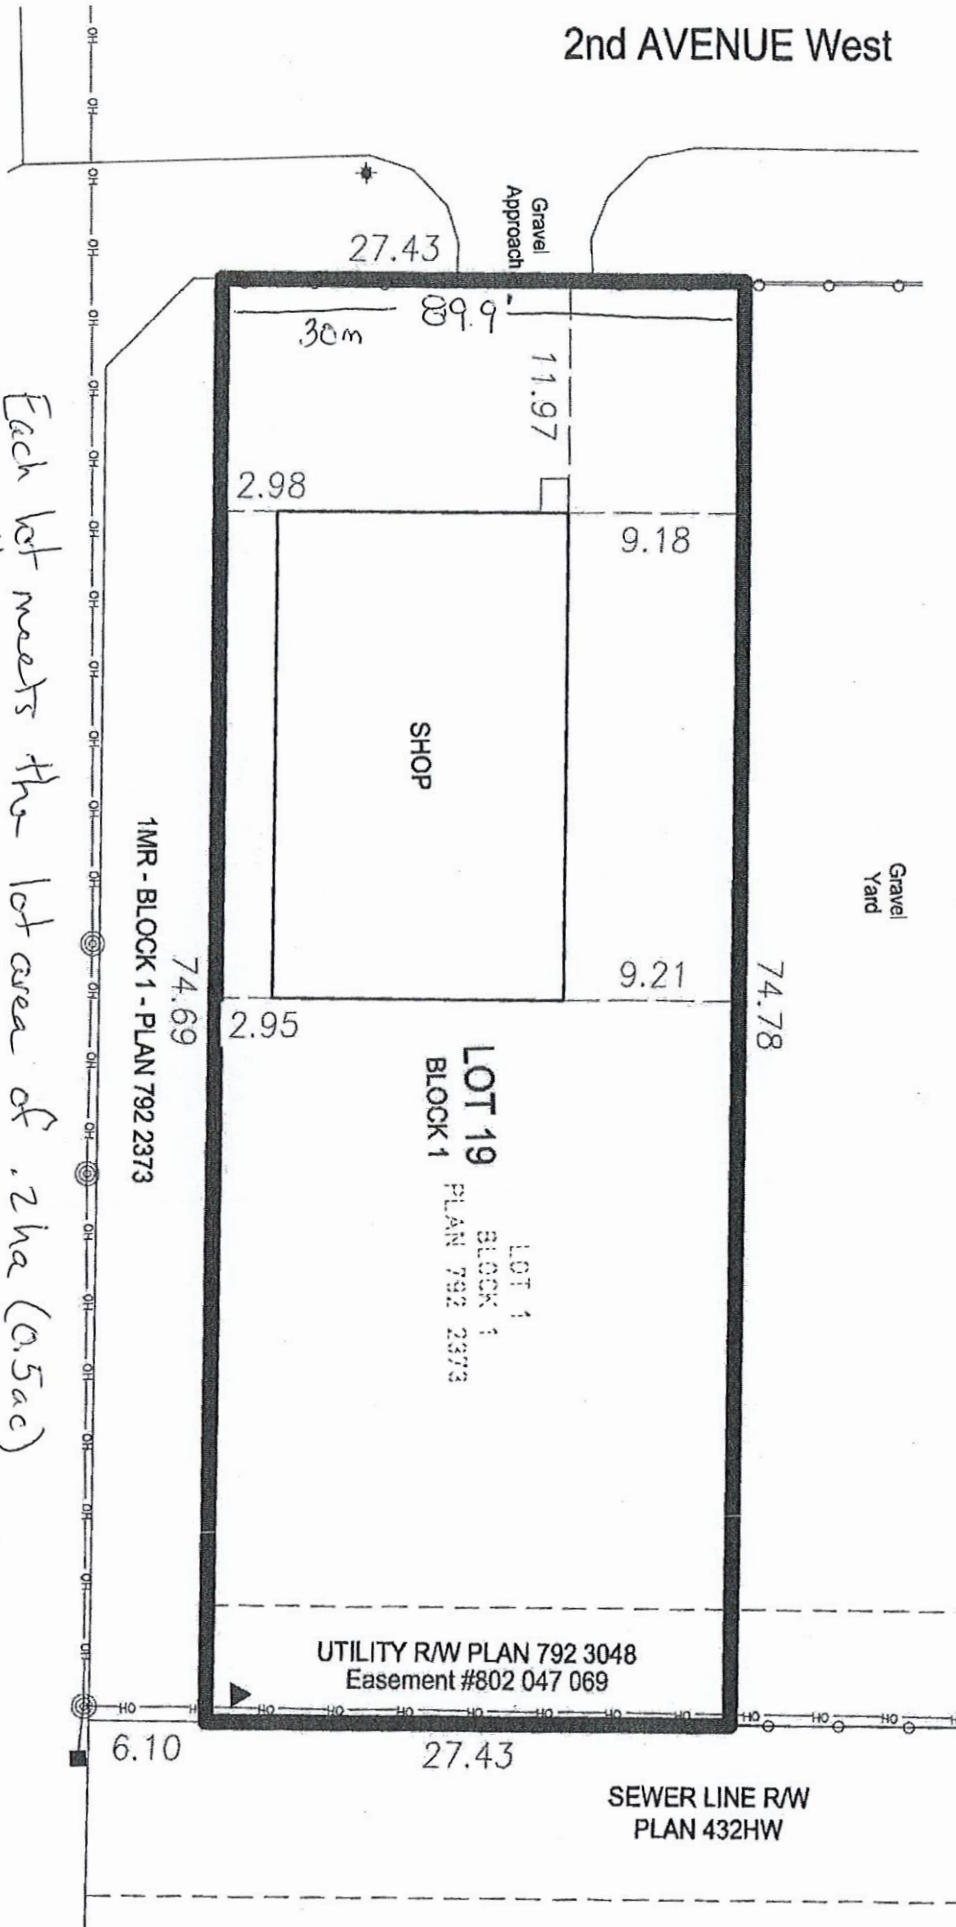 2nd AVENUE West
Gravel
Approach
27.43
89.9'
30m
11.97
2.98
9.18
SHOP
Gravel
Yard
1MR - BLOCK 1 - PLAN 792 2373
74.69
74.78
9.21
2.95
LOT 19
BLOCK 1
LOT 1
BLOCK 1
PLAN 792 2373
Each lot meets the lot area of .2ha (0.5ac)
UTILITY R/W PLAN 792 3048
Easement #802 047 069
6.10
27.43
SEWER LINE R/W
PLAN 432HW